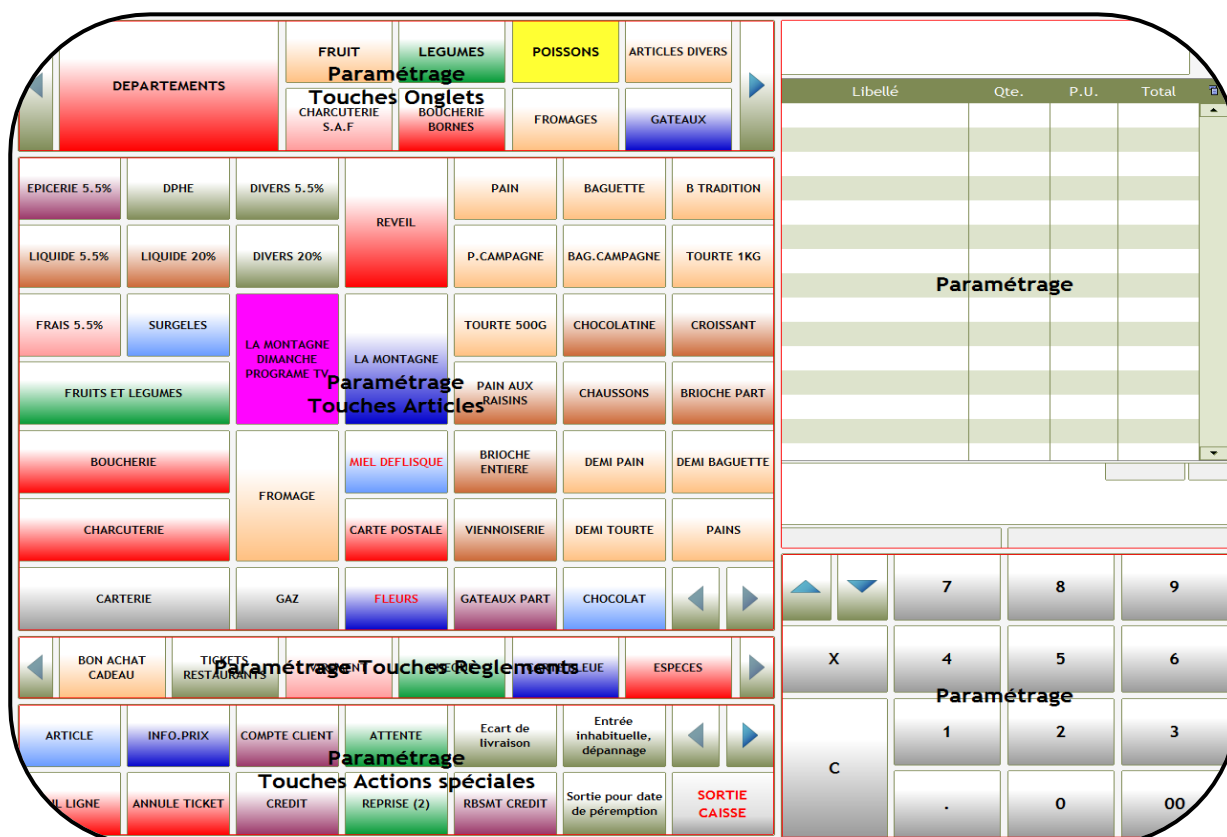 DEPARTEMENTS
FRUIT
LEGUMES
POISSONS
ARTICLES DIVERS
Paramétrage
Touches Onglets
CHARCUTERIE
S.A.F
BOUCHERIE
BORNES
FROMAGES
GATEAUX
Libellé Qte. P.U. Total
EPICERIE 5.5%
DPHE
DIVERS 5.5%
REVEIL
PAIN
BAGUETTE
B TRADITION
LIQUIDE 5.5%
LIQUIDE 20%
DIVERS 20%
P.CAMPAGNE
BAG.CAMPAGNE
TOURTE 1KG
Paramétrage
FRAIS 5.5%
SURGELES
LA MONTAGNE
DIMANCHE
PROGRAME TV
LA MONTAGNE
TOURTE 500G
CHOCOLATINE
CROISSANT
FRUITS ET LEGUMES
Paramétrage
Touches Articles
PAIN AUX
RAISINS
CHAUSSONS
BRIOCHE PART
BOUCHERIE
FROMAGE
MIEL DEFLISQUE
BRIOCHE
ENTIERE
DEMI PAIN
DEMI BAGUETTE
CHARCUTERIE
CARTE POSTALE
VIENNOISERIE
DEMI TOURTE
PAINS
CARTERIE
GAZ
FLEURS
GATEAUX PART
CHOCOLAT
BON ACHAT
CADEAU
TICKETS
RESTAURANTS
Paramétrage Touches Règlements
ESPECES
ARTICLE
INFO.PRIX
COMPTE CLIENT
ATTENTE
Ecart de
livraison
Entrée
inhabituelle,
dépannage
Paramétrage
Touches Actions spéciales
LIGNE
ANNULE TICKET
CREDIT
REPRISE (2)
RBSMT CREDIT
Sortie pour date
de péremption
SORTIE
CAISSE
7 8 9
X 4 5 6
Paramétrage
C 1 2 3
. 0 00